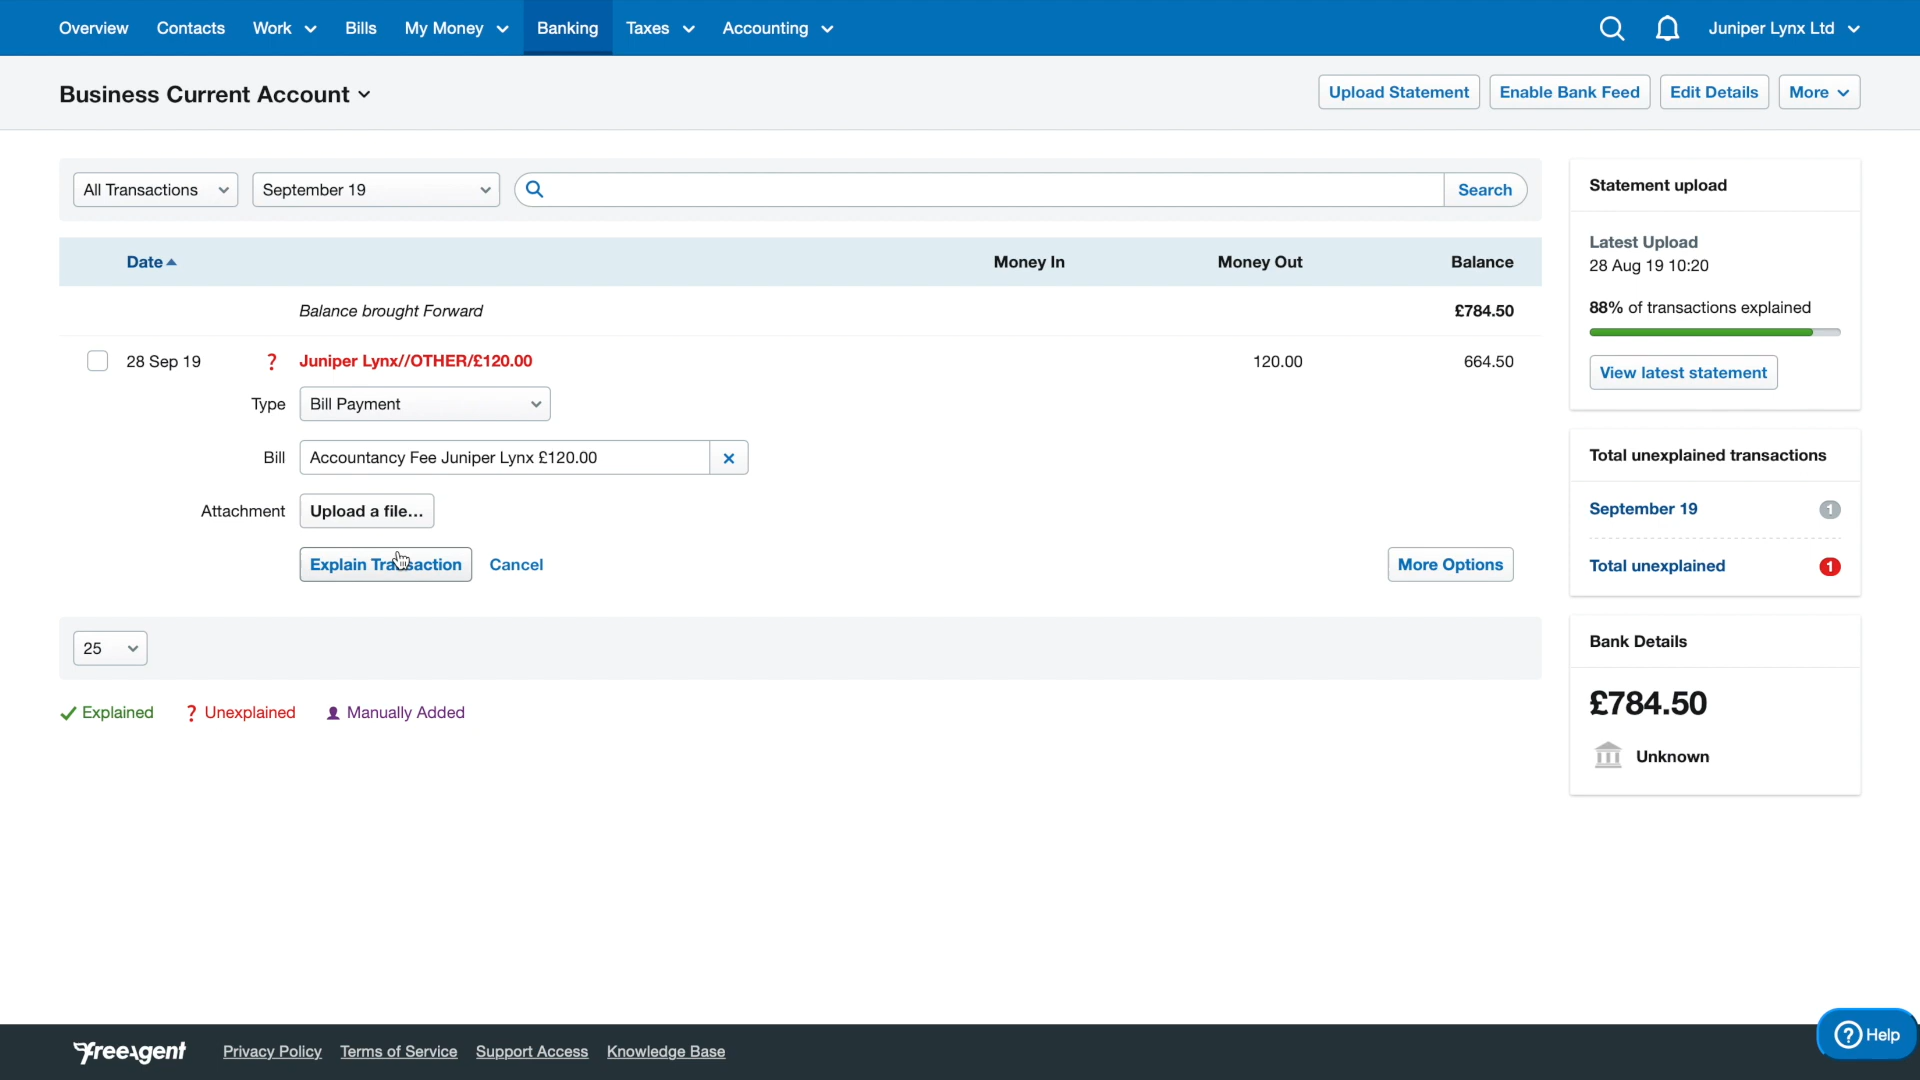 Overview Contacts Work Bills My Money Banking Taxes Accounting Juniper Lynx Ltd
Business Current Account Upload Statement Enable Bank Feed Edit Details More
All Transactions September 19 Search
Date Money In Money Out Balance
Balance brought Forward £784.50
28 Sep 19 ? Juniper Lynx//OTHER/£120.00 120.00 664.50
Type Bill Payment
Bill Accountancy Fee Juniper Lynx £120.00
Attachment Upload a file...
Explain Transaction Cancel More Options
25
Explained ? Unexplained Manually Added
Statement upload
Latest Upload
28 Aug 19 10:20
88% of transactions explained
View latest statement
Total unexplained transactions
September 19 1
Total unexplained 1
Bank Details
£784.50
Unknown
freeagent Privacy Policy Terms of Service Support Access Knowledge Base
? Help